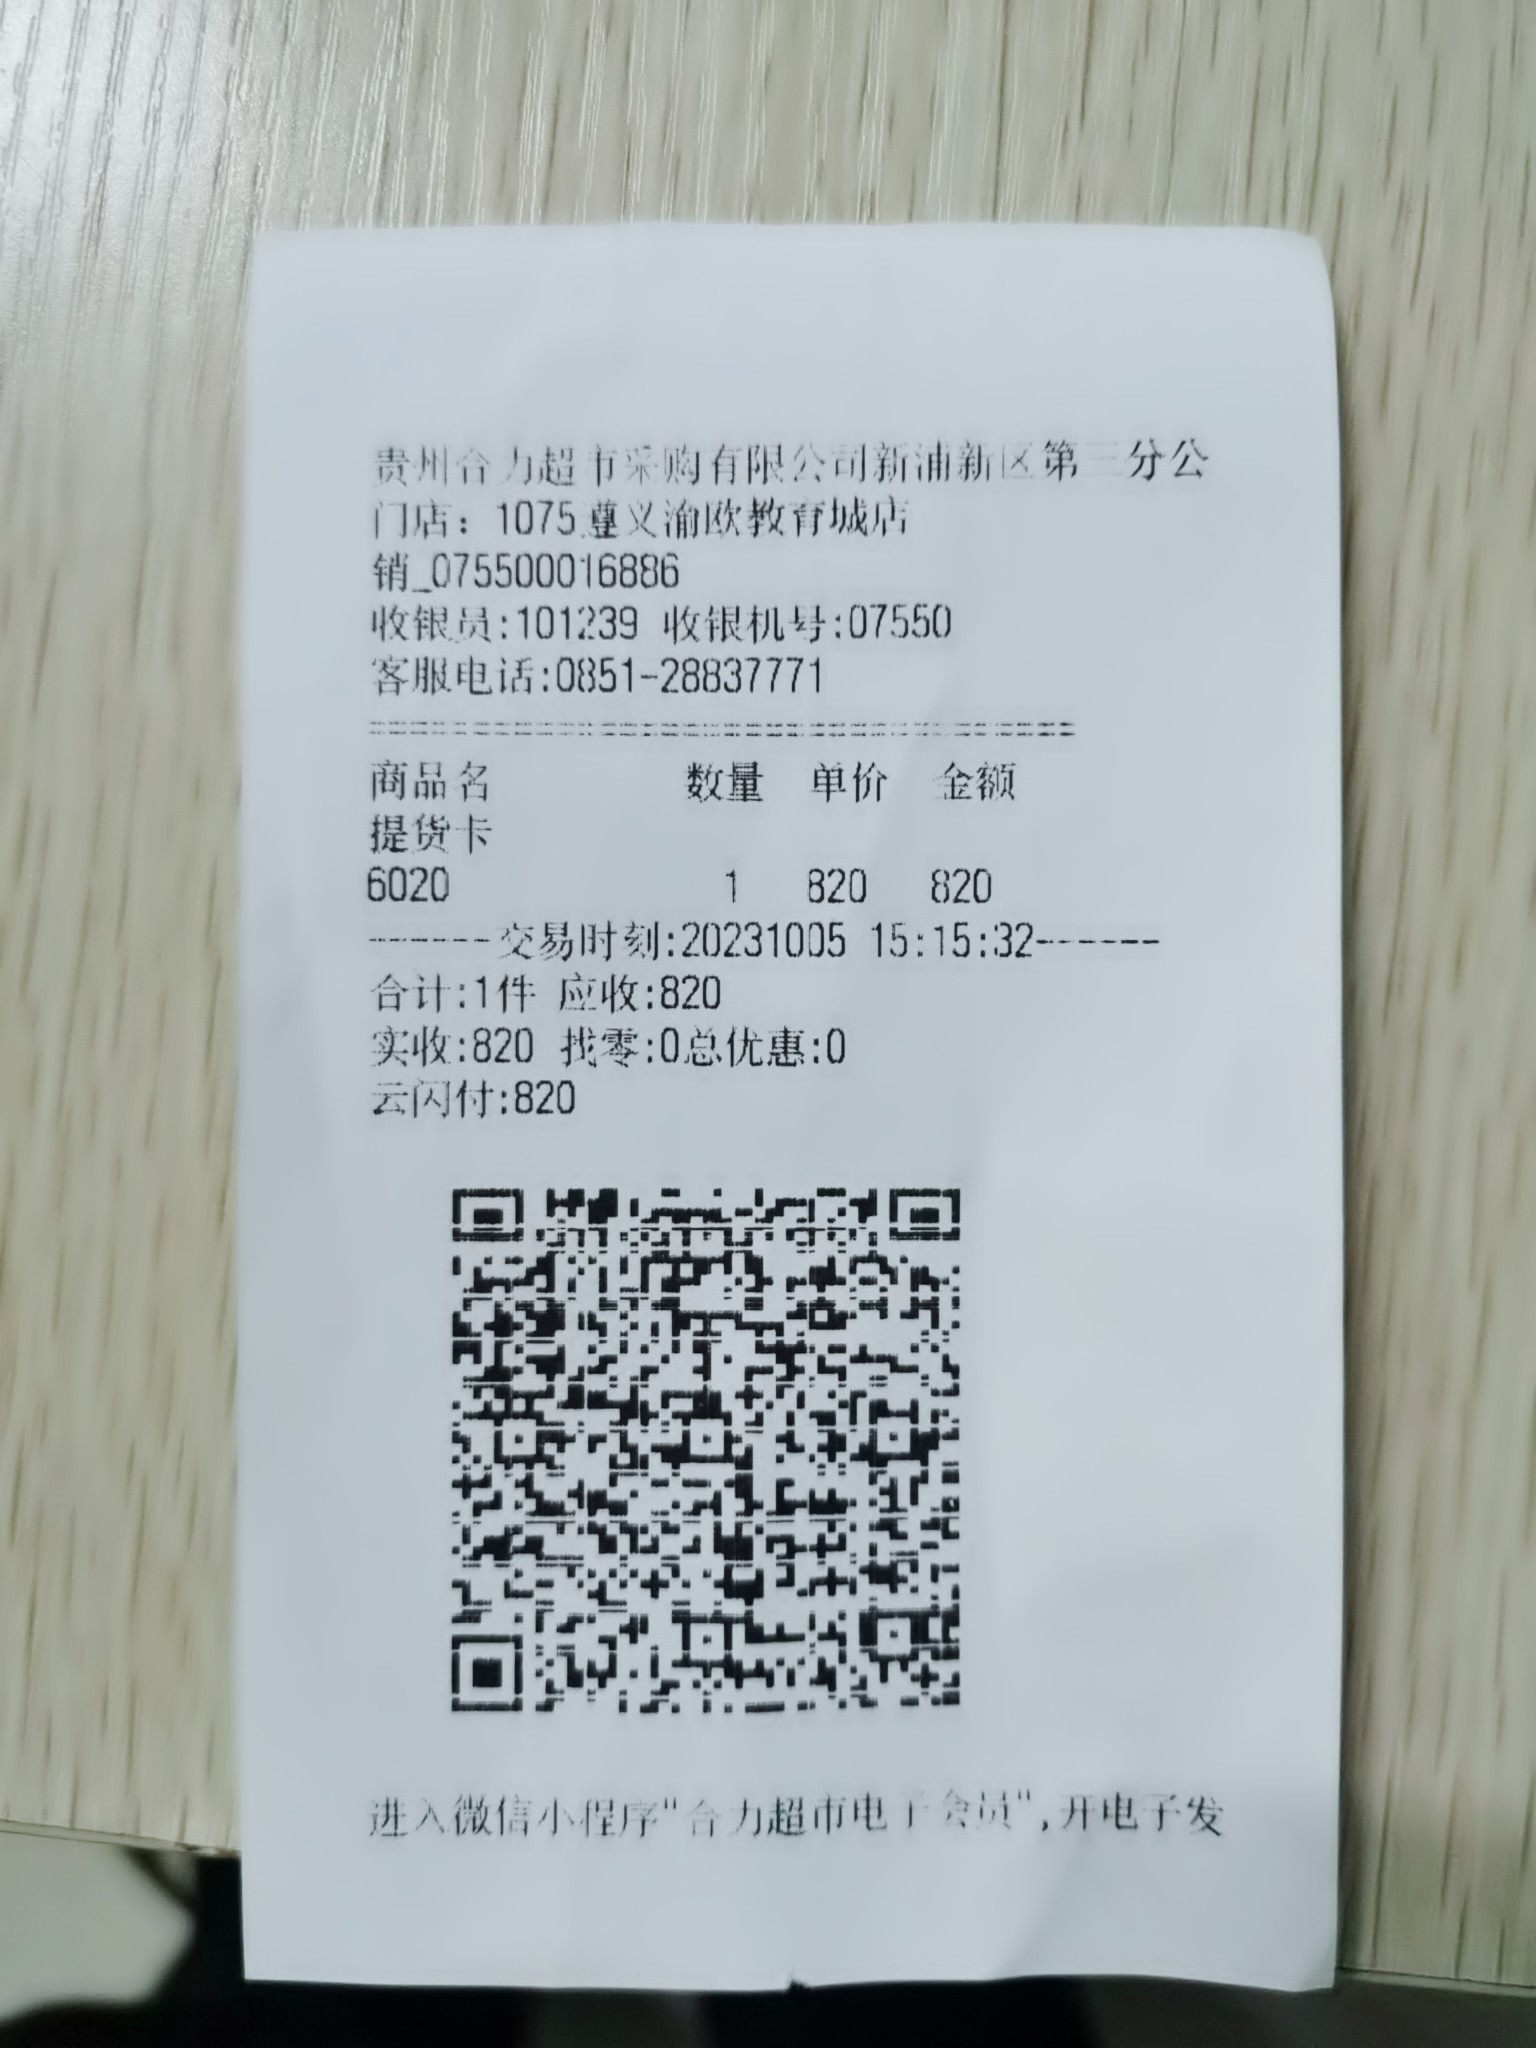 贵州合力超市采购有限公司新浦新区第三分公
门店：1075遵义渝欧教育城店
销_075500016886
收银员:101239 收银机号:07550
客服电话:0851-28837771
==================================
商品名 数量 单价 金额
提货卡
6020 1 820 820
------交易时刻:20231005 15:15:32------
合计:1件 应收:820
实收:820 找零:0总优惠:0
云闪付:820
进入微信小程序"合力超市电子会员",开电子发